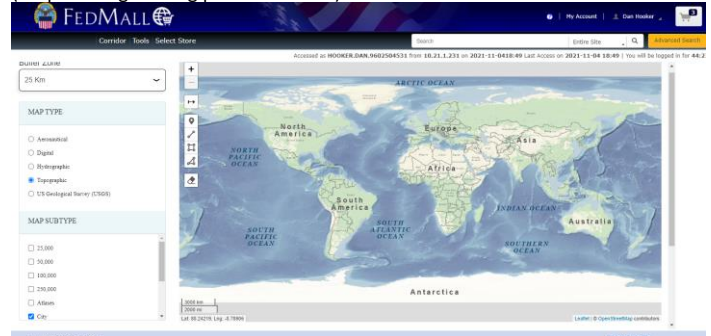 FEDMALL
My Account | Dan Hooker
3
Corridor Tools Select Store
Search
Entire Site
Advanced Search
Accessed as HOOKER.DAN.9602504531 from 10.21.1.231 on 2021-11-0418:49 Last Access on 2021-11-04 18:49 | You will be logged in for 44:2
Buffer Zone
25 Km
MAP TYPE
Aeronautical
Digital
Hydrographic
Topographic
US Geological Survey (USGS)
MAP SUBTYPE
25,000
50,000
100,000
250,000
Atlases
City
+
−
ARCTIC OCEAN
North
America
Europe
Asia
NORTH
PACIFIC
OCEAN
Africa
South
America
INDIAN OCEAN
Australia
SOUTH
PACIFIC
OCEAN
SOUTH
ATLANTIC
OCEAN
SOUTHERN
OCEAN
Antarctica
3000 km
2000 mi
Leaflet | © OpenStreetMap contributors